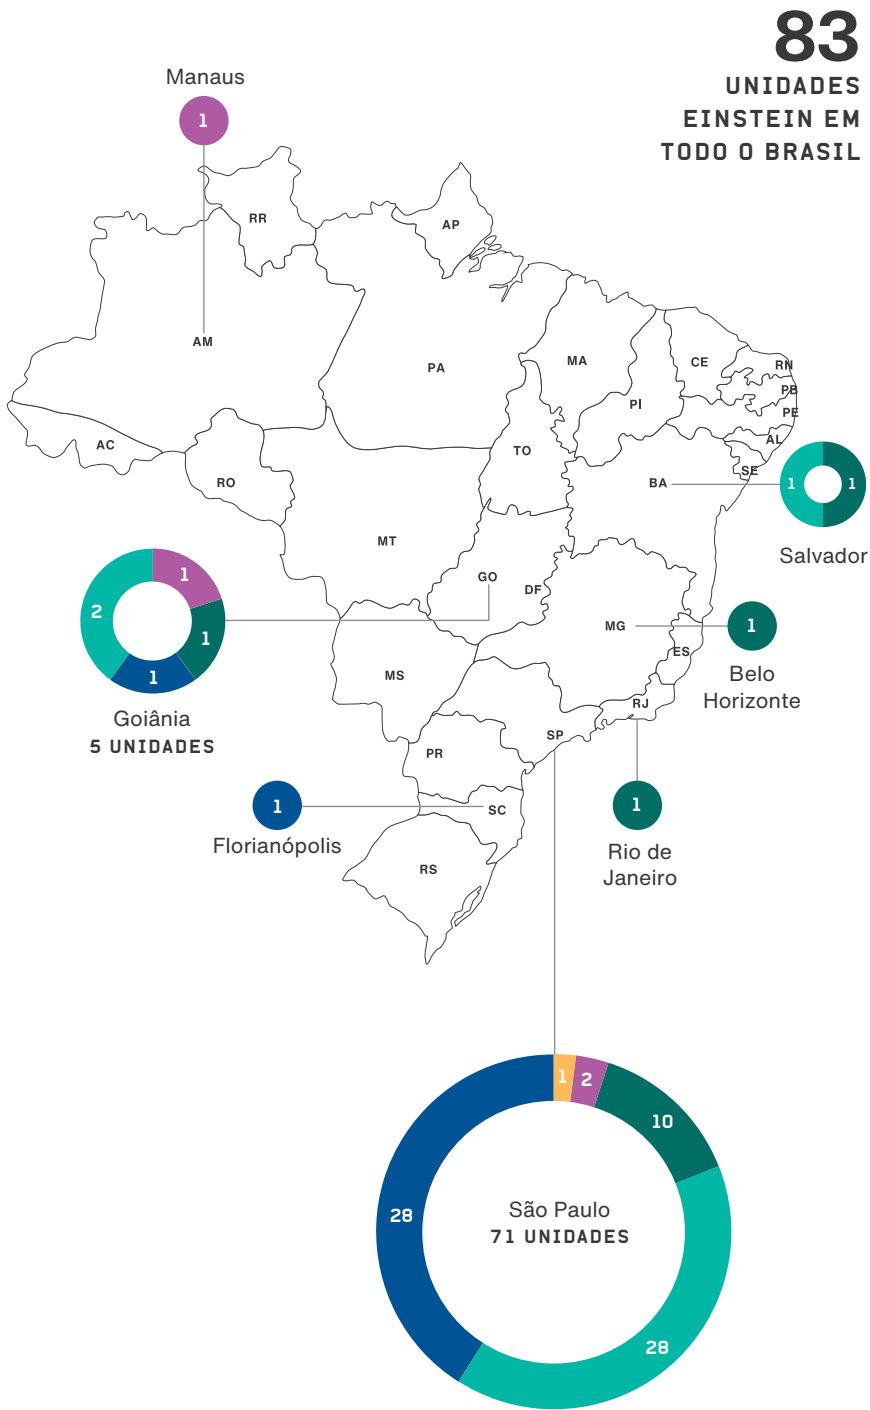 83
UNIDADES
EINSTEIN EM
TODO O BRASIL
Manaus
1
RR
AP
AM
PA
MA
CE
RN
PB
PI
PE
AC
AL
TO
SE
RO
BA
1
1
Salvador
MT
GO
DF
2
1
1
1
Goiânia
5 UNIDADES
MG
1
Belo
Horizonte
ES
MS
RJ
SP
PR
1
Florianópolis
SC
1
Rio de
Janeiro
RS
1
2
10
28
28
São Paulo
71 UNIDADES